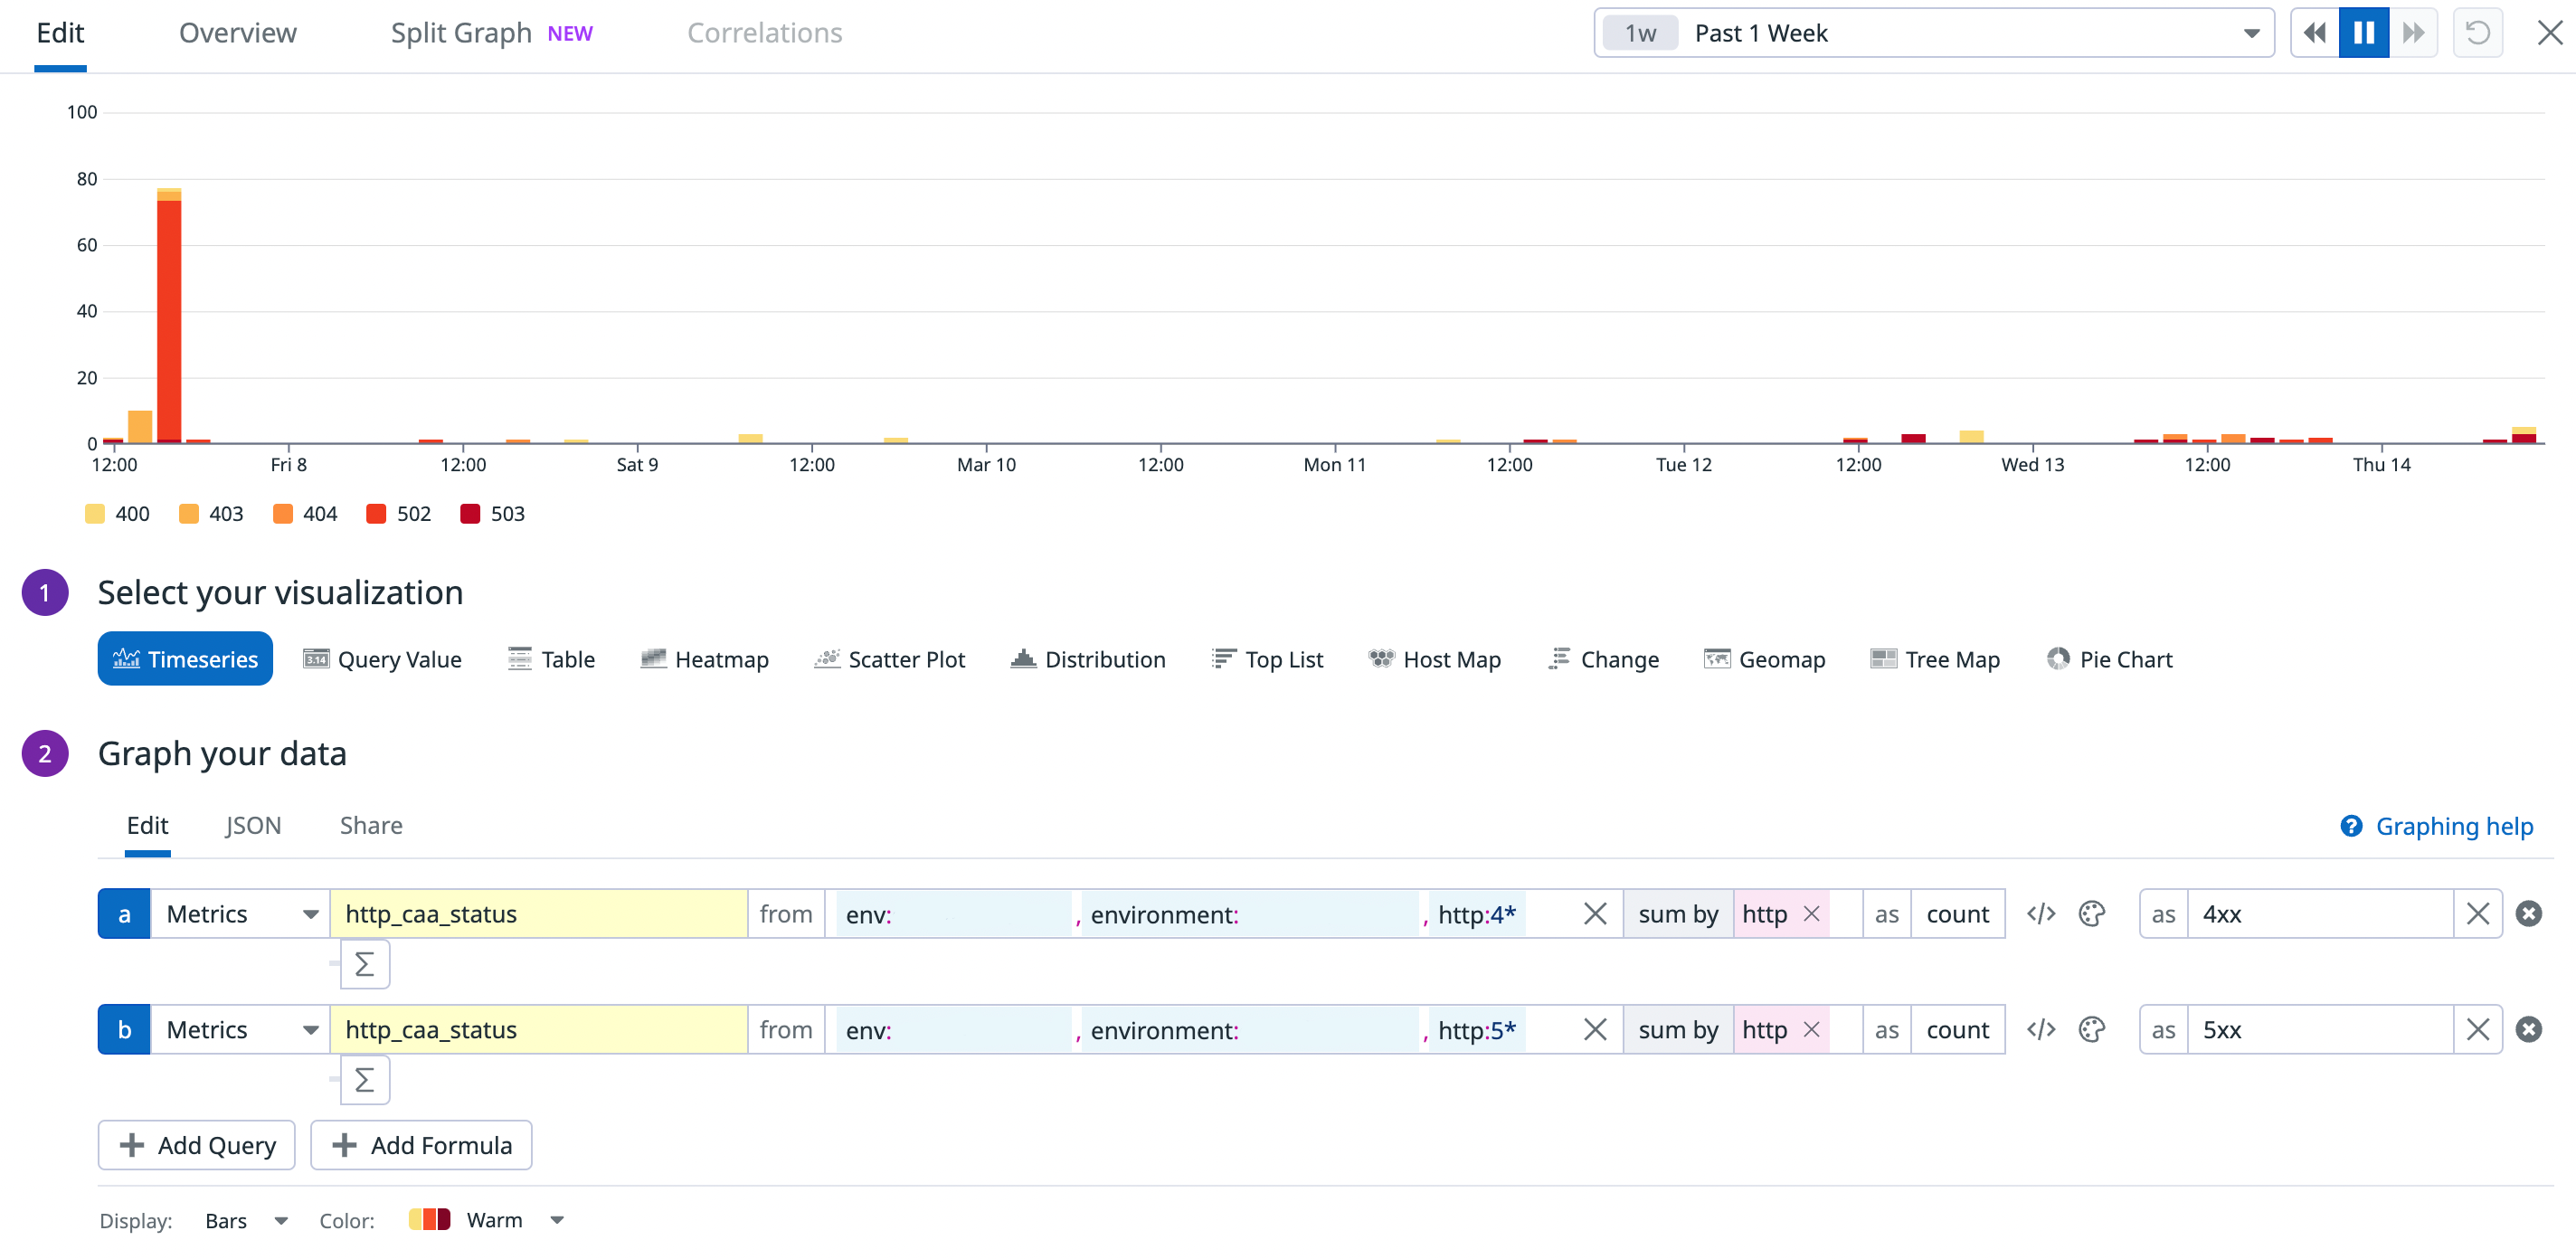 Edit Overview Split Graph NEW Correlations 1w Past 1 Week
100
80
60
40
20
0
12:00 Fri 8 12:00 Sat 9 12:00 Mar 10 12:00 Mon 11 12:00 Tue 12 12:00 Wed 13 12:00 Thu 14
400 403 404 502 503
1 Select your visualization
Timeseries 3.14 Query Value Table Heatmap Scatter Plot Distribution Top List Host Map Change Geomap Tree Map Pie Chart
2 Graph your data
Edit JSON Share ? Graphing help
a Metrics http_caa_status from env: , environment: , http:4* sum by http as count </> as 4xx
Σ
b Metrics http_caa_status from env: , environment: , http:5* sum by http as count </> as 5xx
Σ
+ Add Query + Add Formula
Display: Bars Color: Warm